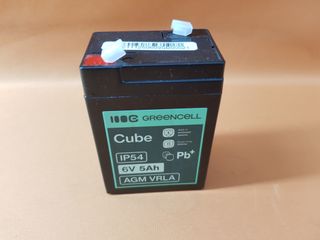 GREENCELL
Cube
IP54
Pb+
6V 5Ah
AGM VRLA